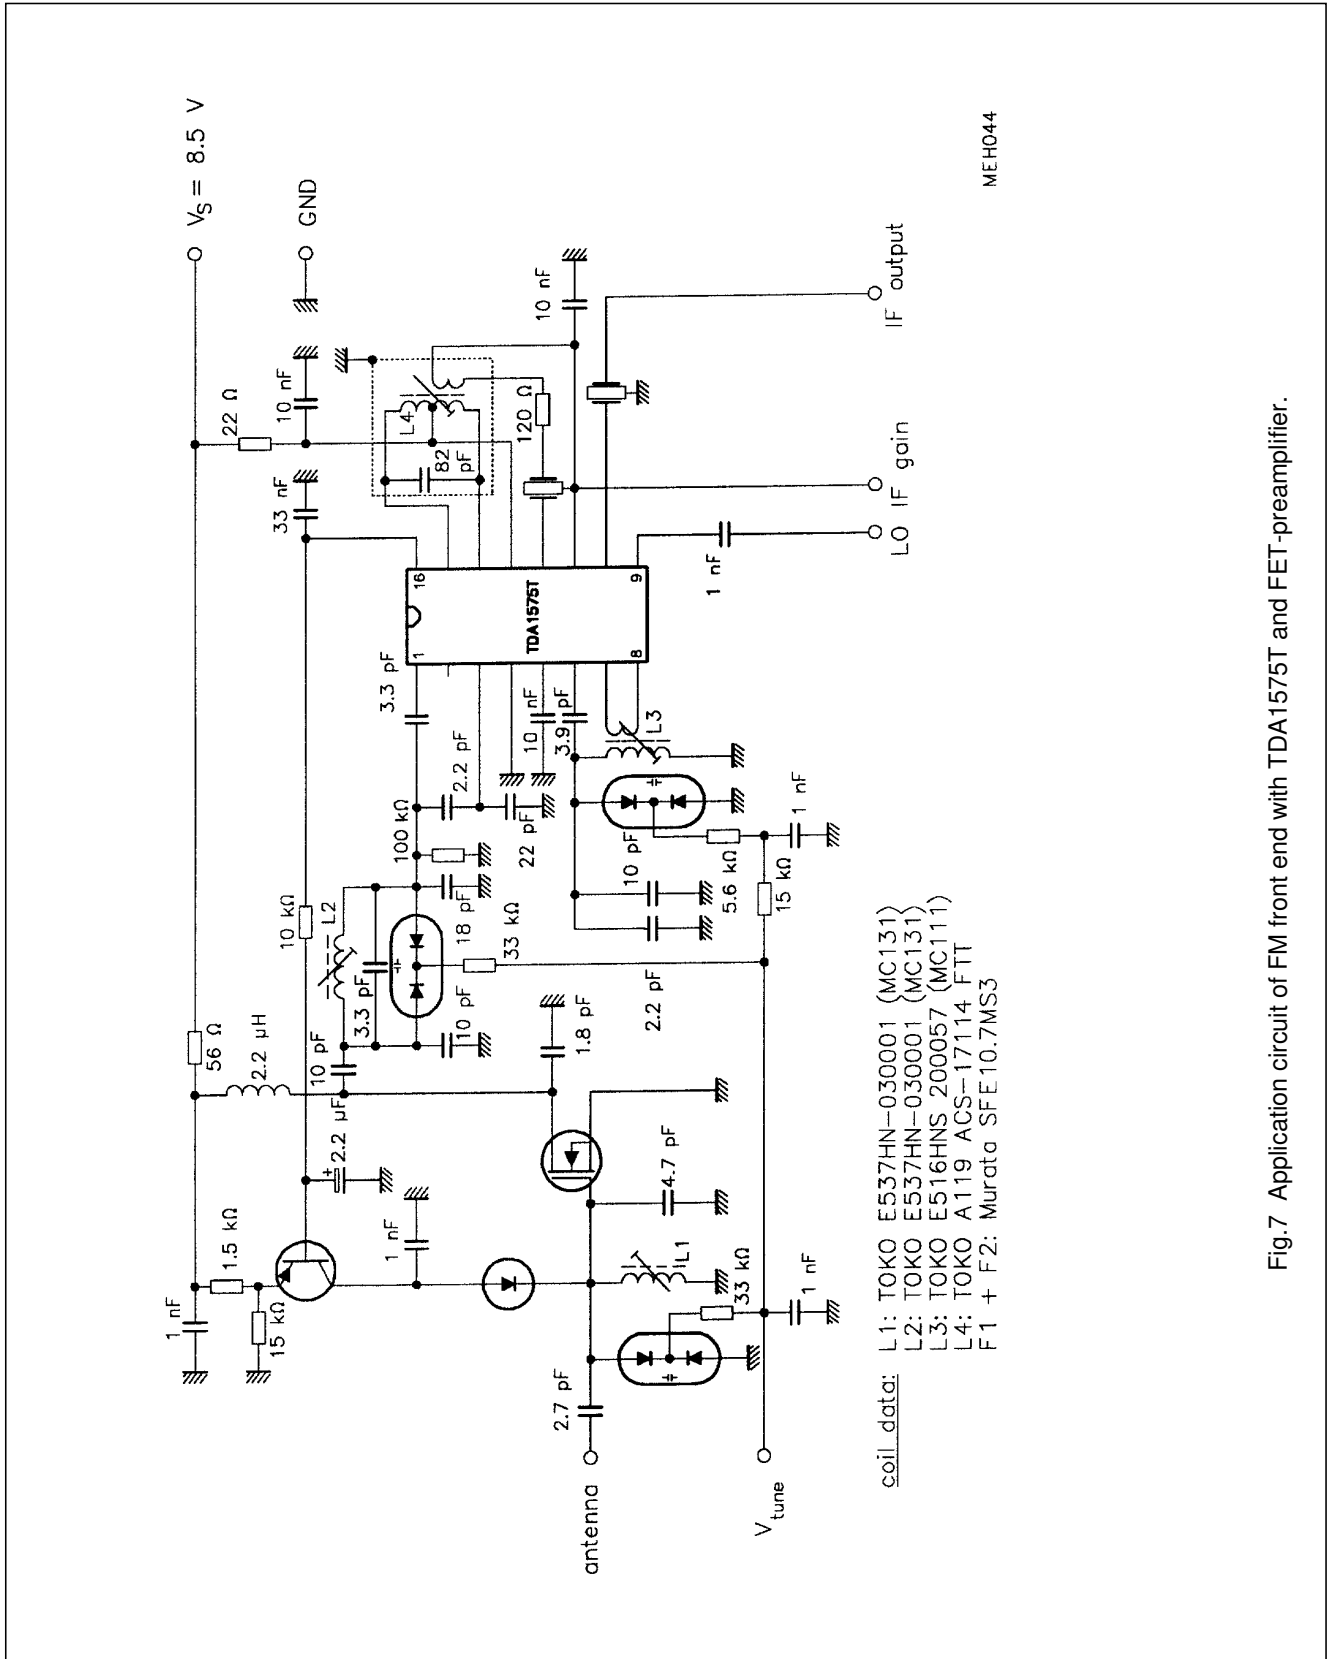 V_S = 8.5 V
GND
22 Ω
10 nF
33 nF
L4
82 pF
120 Ω
10 nF
56 Ω
2.2 µH
10 kΩ
L2
3.3 pF
10 pF
10 pF
18 pF
33 kΩ
100 kΩ
2.2 pF
22 pF
3.3 pF
1
16
TDA1575T
8
9
10 nF
3.9 pF
L3
1 nF
2.2 µF
+
1.5 kΩ
1 nF
15 kΩ
1 nF
1.8 pF
4.7 pF
L1
33 kΩ
1 nF
2.7 pF
antenna
V_tune
2.2 pF
10 pF
5.6 kΩ
15 kΩ
1 nF
LO
IF gain
IF output
coil data:
L1: TOKO E537HN-030001 (MC131)
L2: TOKO E537HN-030001 (MC131)
L3: TOKO E516HNS 200057 (MC111)
L4: TOKO A119 ACS-17114 FTT
F1 + F2: Murata SFE10.7MS3
MEH044
Fig.7 Application circuit of FM front end with TDA1575T and FET-preamplifier.